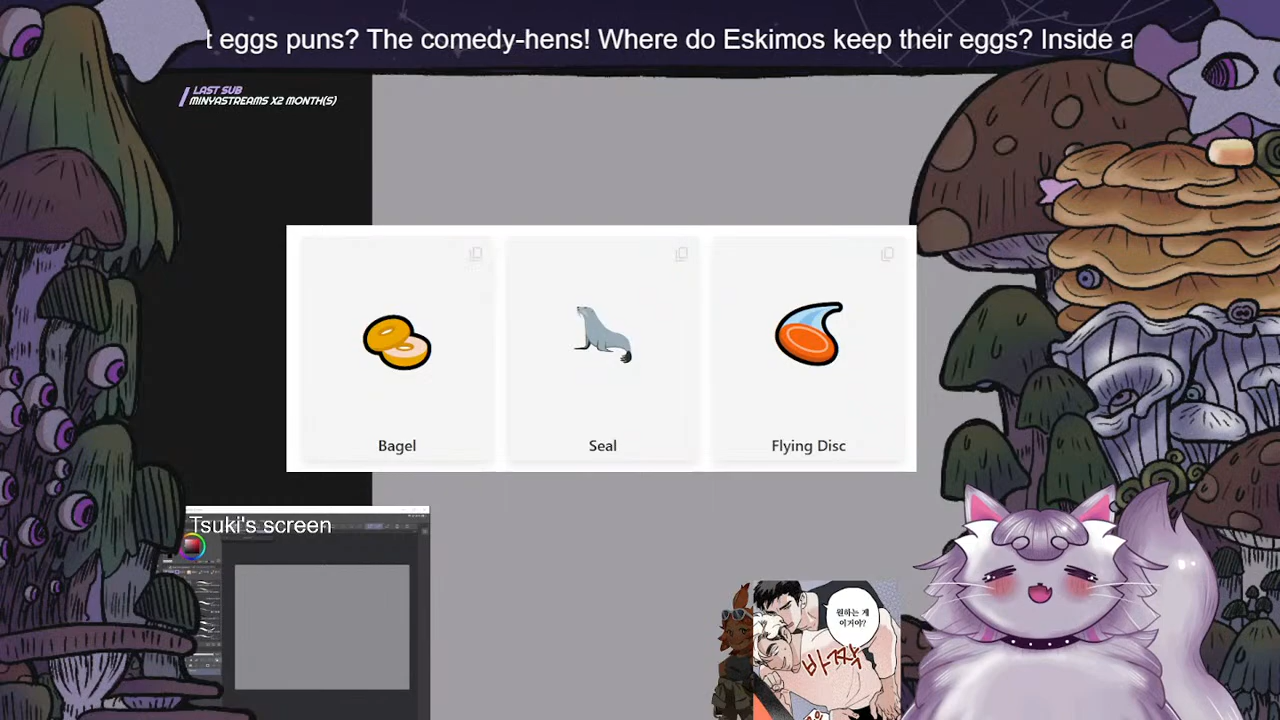 t eggs puns? The comedy-hens! Where do Eskimos keep their eggs? Inside a
LAST SUB
MINYASTREAMS X2 MONTH(S)
Bagel
Seal
Flying Disc
Tsuki's screen
원하는 게
이거야?
바짝